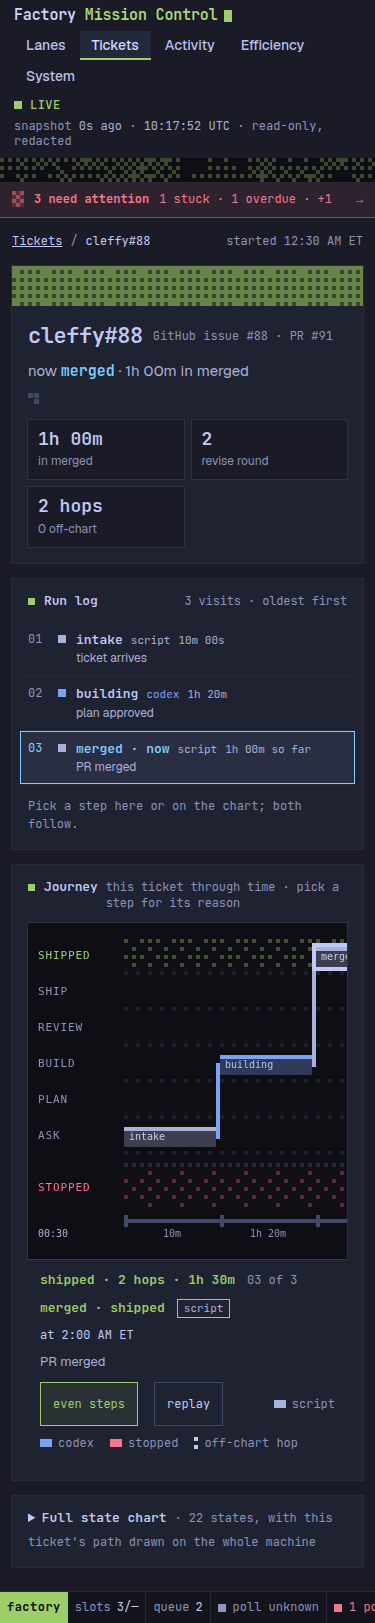 Factory Mission Control
Lanes Tickets Activity Efficiency
System
LIVE
snapshot 0s ago · 10:17:52 UTC · read-only,
redacted
3 need attention 1 stuck · 1 overdue · +1 →
Tickets / cleffy#88 started 12:30 AM ET
cleffy#88 GitHub issue #88 · PR #91
now merged · 1h 00m in merged
1h 00m
in merged
2
revise round
2 hops
0 off-chart
Run log 3 visits · oldest first
01 intake script 10m 00s
ticket arrives
02 building codex 1h 20m
plan approved
03 merged · now script 1h 00m so far
PR merged
Pick a step here or on the chart; both
follow.
Journey this ticket through time · pick a
step for its reason
SHIPPED merge
SHIP
REVIEW
BUILD building
PLAN
ASK intake
STOPPED
00:30 10m 1h 20m
shipped · 2 hops · 1h 30m 03 of 3
merged · shipped script
at 2:00 AM ET
PR merged
even steps replay script
codex stopped off-chart hop
▶ Full state chart · 22 states, with this
ticket's path drawn on the whole machine
factory slots 3/— queue 2 poll unknown 1 po